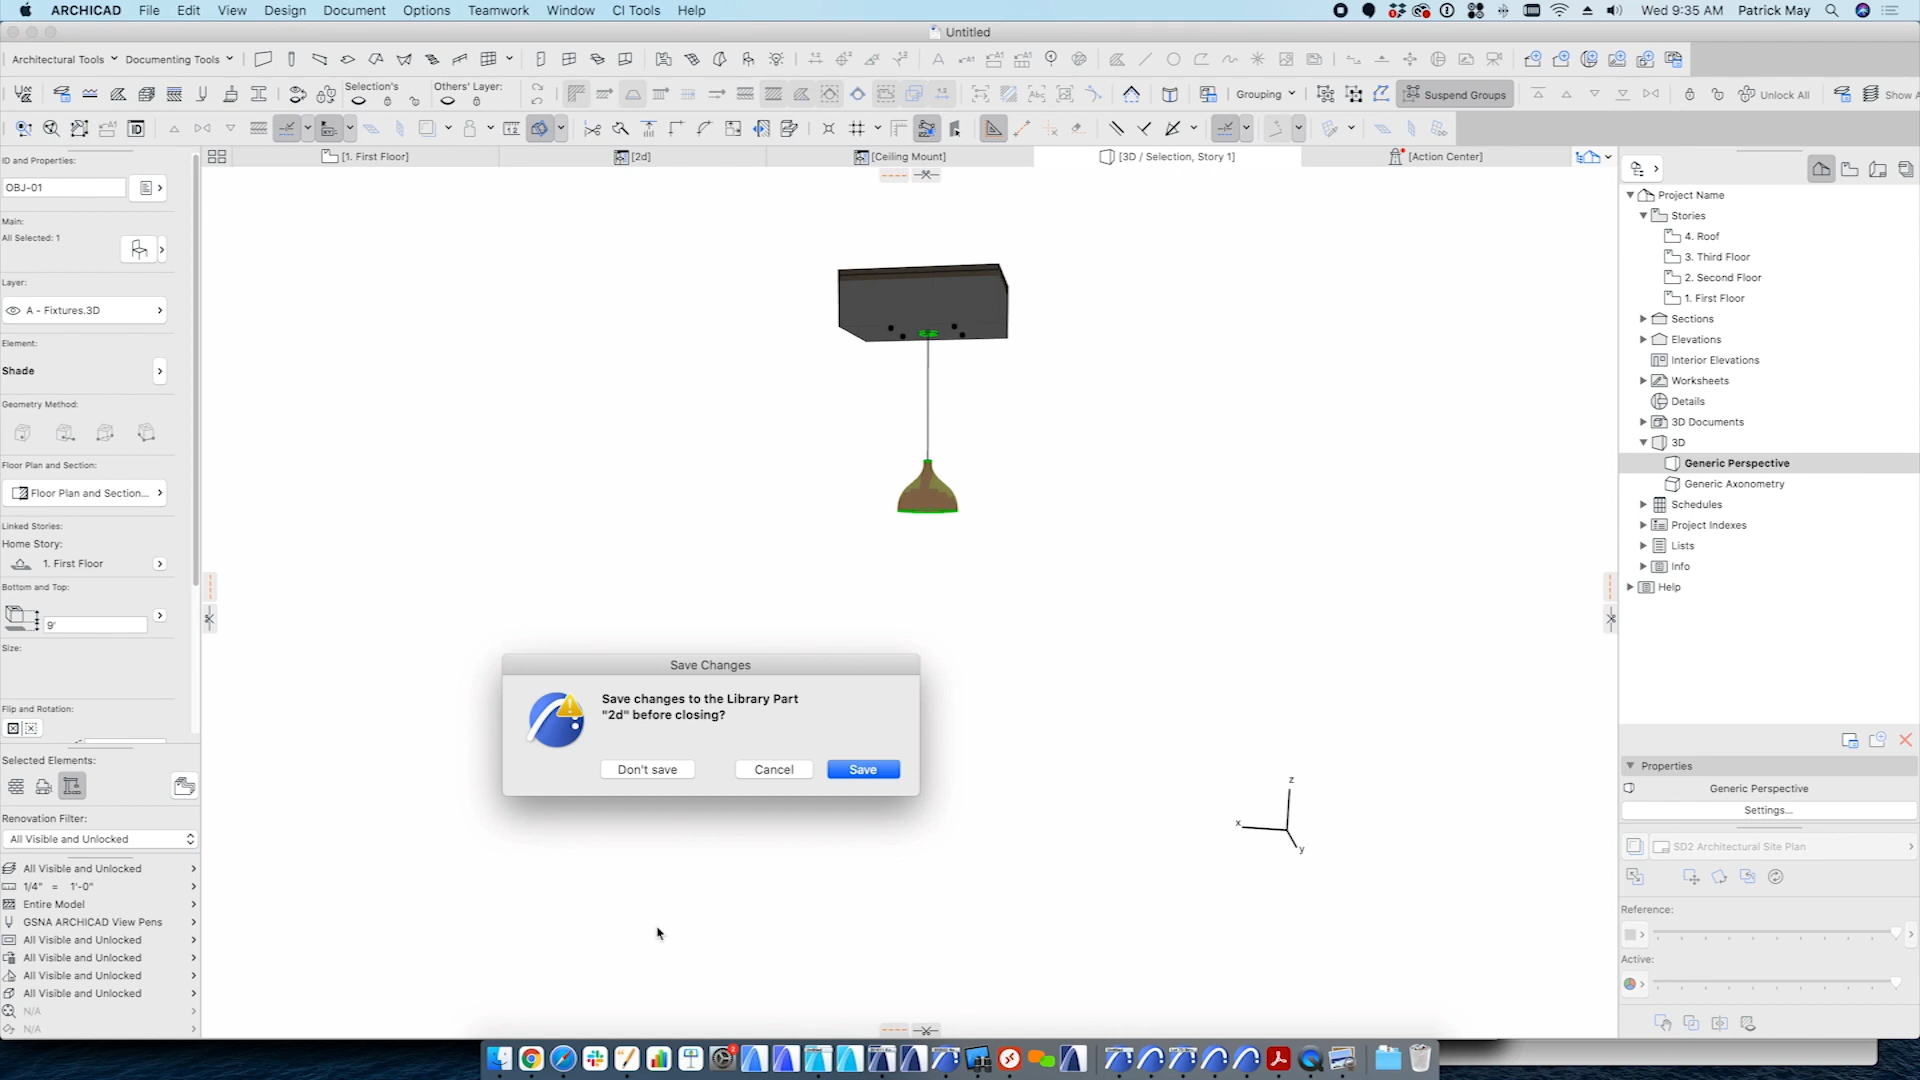 ARCHICAD File Edit View Design Document Options Teamwork Window CI Tools Help Wed 9:35 AM Patrick May
Untitled
Architectural Tools Documenting Tools
Selection's Others' Layer: Grouping Suspend Groups Unlock All Show A
ID and Properties: [1. First Floor] [2d] [Ceiling Mount] [3D / Selection, Story 1] [Action Center]
OBJ-01
Main:
All Selected: 1
Layer:
A - Fixtures.3D
Element:
Shade
Geometry Method:
Floor Plan and Section:
Floor Plan and Section...
Linked Stories:
Home Story:
1. First Floor
Bottom and Top:
9'
Size:
Flip and Rotation:
Selected Elements:
Renovation Filter:
All Visible and Unlocked
All Visible and Unlocked
1/4" = 1'-0"
Entire Model
GSNA ARCHICAD View Pens
All Visible and Unlocked
All Visible and Unlocked
All Visible and Unlocked
All Visible and Unlocked
N/A
N/A
Save Changes
Save changes to the Library Part
"2d" before closing?
Don't save Cancel Save
z
x
y
Project Name
Stories
4. Roof
3. Third Floor
2. Second Floor
1. First Floor
Sections
Elevations
Interior Elevations
Worksheets
Details
3D Documents
3D
Generic Perspective
Generic Axonometry
Schedules
Project Indexes
Lists
Info
Help
Properties
Generic Perspective
Settings...
SD2 Architectural Site Plan
Reference:
Active: